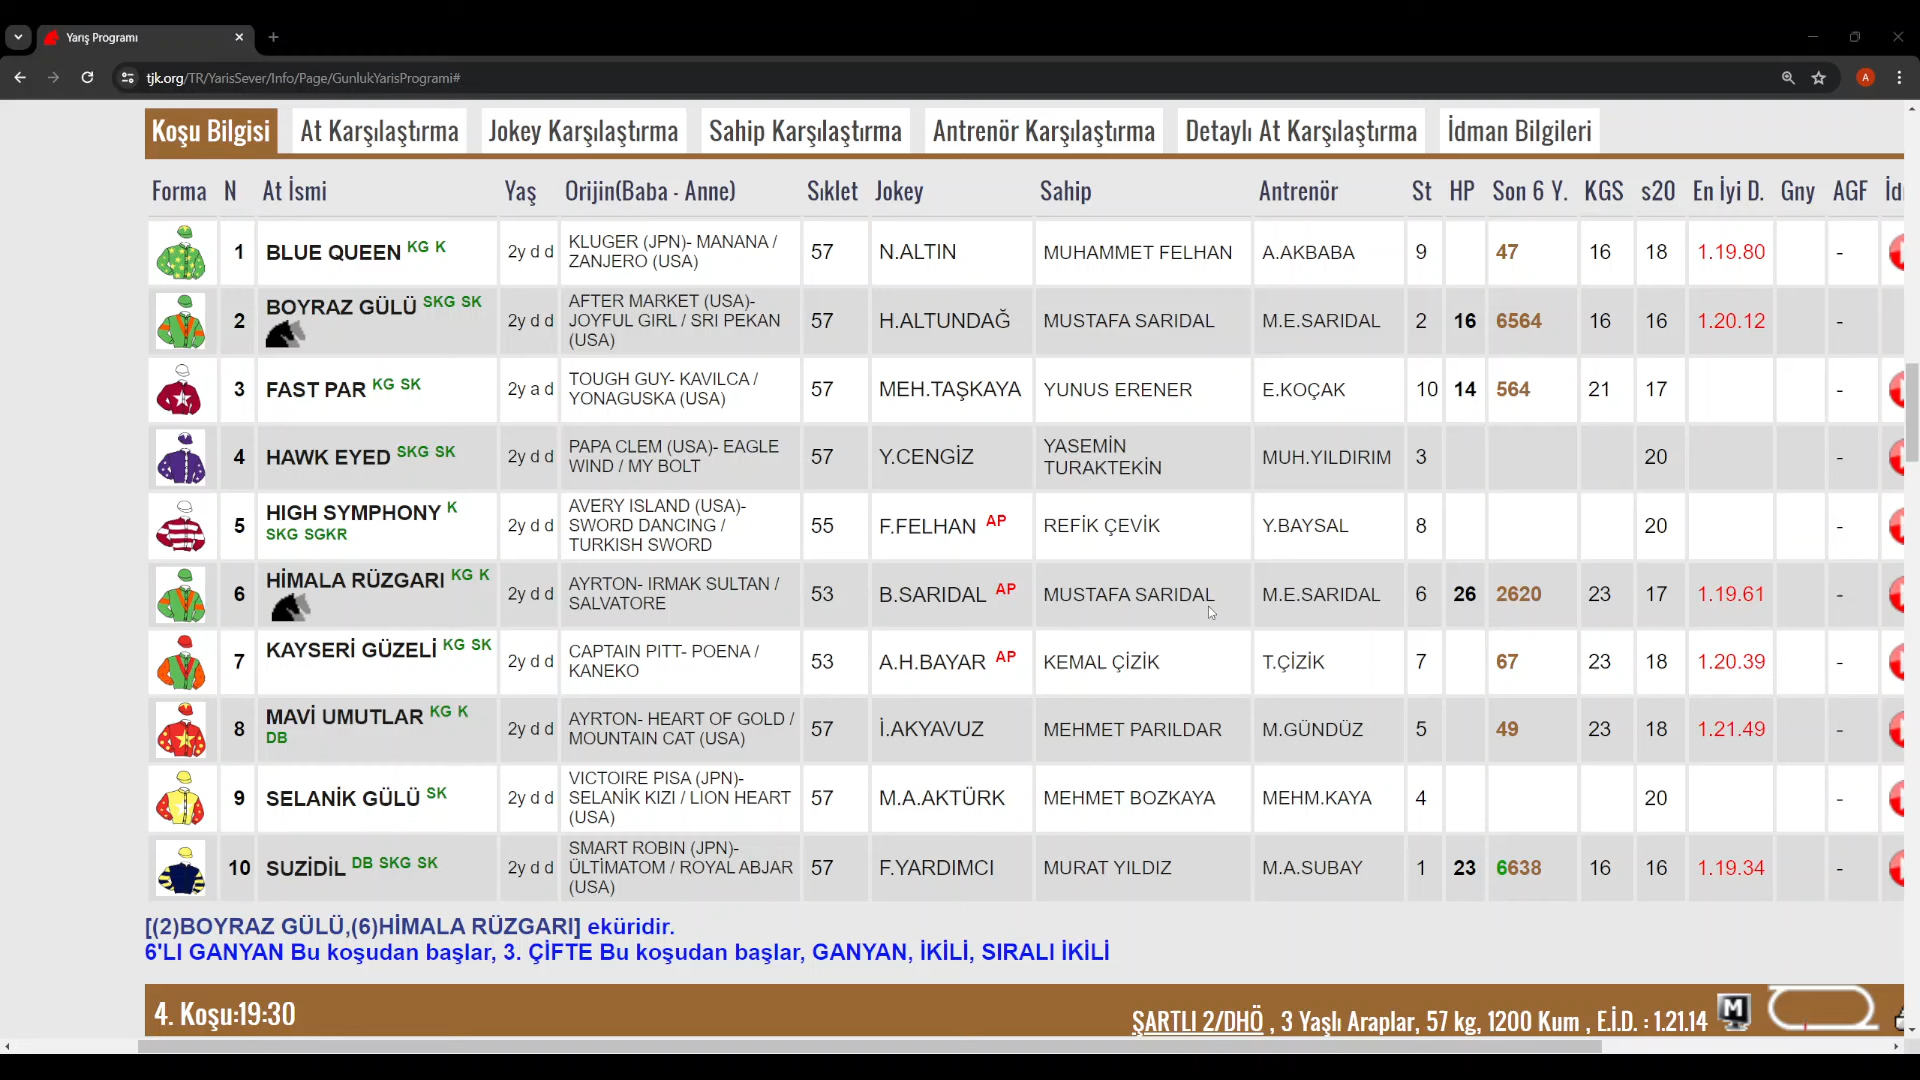 Yarış Programı
tjk.org/TR/YarisSever/Info/Page/GunlukYarisProgrami#
A
Koşu Bilgisi At Karşılaştırma Jokey Karşılaştırma Sahip Karşılaştırma Antrenör Karşılaştırma Detaylı At Karşılaştırma İdman Bilgileri
Forma N At İsmi Yaş Orijin(Baba - Anne) Sıklet Jokey Sahip Antrenör St HP Son 6 Y. KGS s20 En İyi D. Gny AGF
1 BLUE QUEEN KG K 2y d d KLUGER (JPN)- MANANA / 57 N.ALTIN MUHAMMET FELHAN A.AKBABA 9 47 16 18 1.19.80 -
ZANJERO (USA)
2 BOYRAZ GÜLÜ SKG SK 2y d d AFTER MARKET (USA)- 57 H.ALTUNDAĞ MUSTAFA SARIDAL M.E.SARIDAL 2 16 6564 16 16 1.20.12 -
JOYFUL GIRL / SRI PEKAN
(USA)
3 FAST PAR KG SK 2y a d TOUGH GUY- KAVILCA / 57 MEH.TAŞKAYA YUNUS ERENER E.KOÇAK 10 14 564 21 17 -
YONAGUSKA (USA)
4 HAWK EYED SKG SK 2y d d PAPA CLEM (USA)- EAGLE 57 Y.CENGİZ YASEMİN MUH.YILDIRIM 3 20 -
WIND / MY BOLT TURAKTEKİN
5 HIGH SYMPHONY K 2y d d AVERY ISLAND (USA)- 55 F.FELHAN AP REFİK ÇEVİK Y.BAYSAL 8 20 -
SKG SGKR SWORD DANCING /
TURKISH SWORD
6 HİMALA RÜZGARI KG K 2y d d AYRTON- IRMAK SULTAN / 53 B.SARIDAL AP MUSTAFA SARIDAL M.E.SARIDAL 6 26 2620 23 17 1.19.61 -
SALVATORE
7 KAYSERİ GÜZELİ KG SK 2y d d CAPTAIN PITT- POENA / 53 A.H.BAYAR AP KEMAL ÇİZİK T.ÇİZİK 7 67 23 18 1.20.39 -
KANEKO
8 MAVİ UMUTLAR KG K 2y d d AYRTON- HEART OF GOLD / 57 İ.AKYAVUZ MEHMET PARILDAR M.GÜNDÜZ 5 49 23 18 1.21.49 -
DB MOUNTAIN CAT (USA)
9 SELANİK GÜLÜ SK 2y d d VICTOIRE PISA (JPN)- 57 M.A.AKTÜRK MEHMET BOZKAYA MEHM.KAYA 4 20 -
SELANİK KIZI / LION HEART
(USA)
10 SUZİDİL DB SKG SK 2y d d SMART ROBIN (JPN)- 57 F.YARDIMCI MURAT YILDIZ M.A.SUBAY 1 23 6638 16 16 1.19.34 -
ÜLTİMATOM / ROYAL ABJAR
(USA)
[(2)BOYRAZ GÜLÜ,(6)HİMALA RÜZGARI] eküridir.
6'LI GANYAN Bu koşudan başlar, 3. ÇİFTE Bu koşudan başlar, GANYAN, İKİLİ, SIRALI İKİLİ
4. Koşu:19:30 ŞARTLI 2/DHÖ , 3 Yaşlı Araplar, 57 kg, 1200 Kum , E.İ.D. : 1.21.14 M